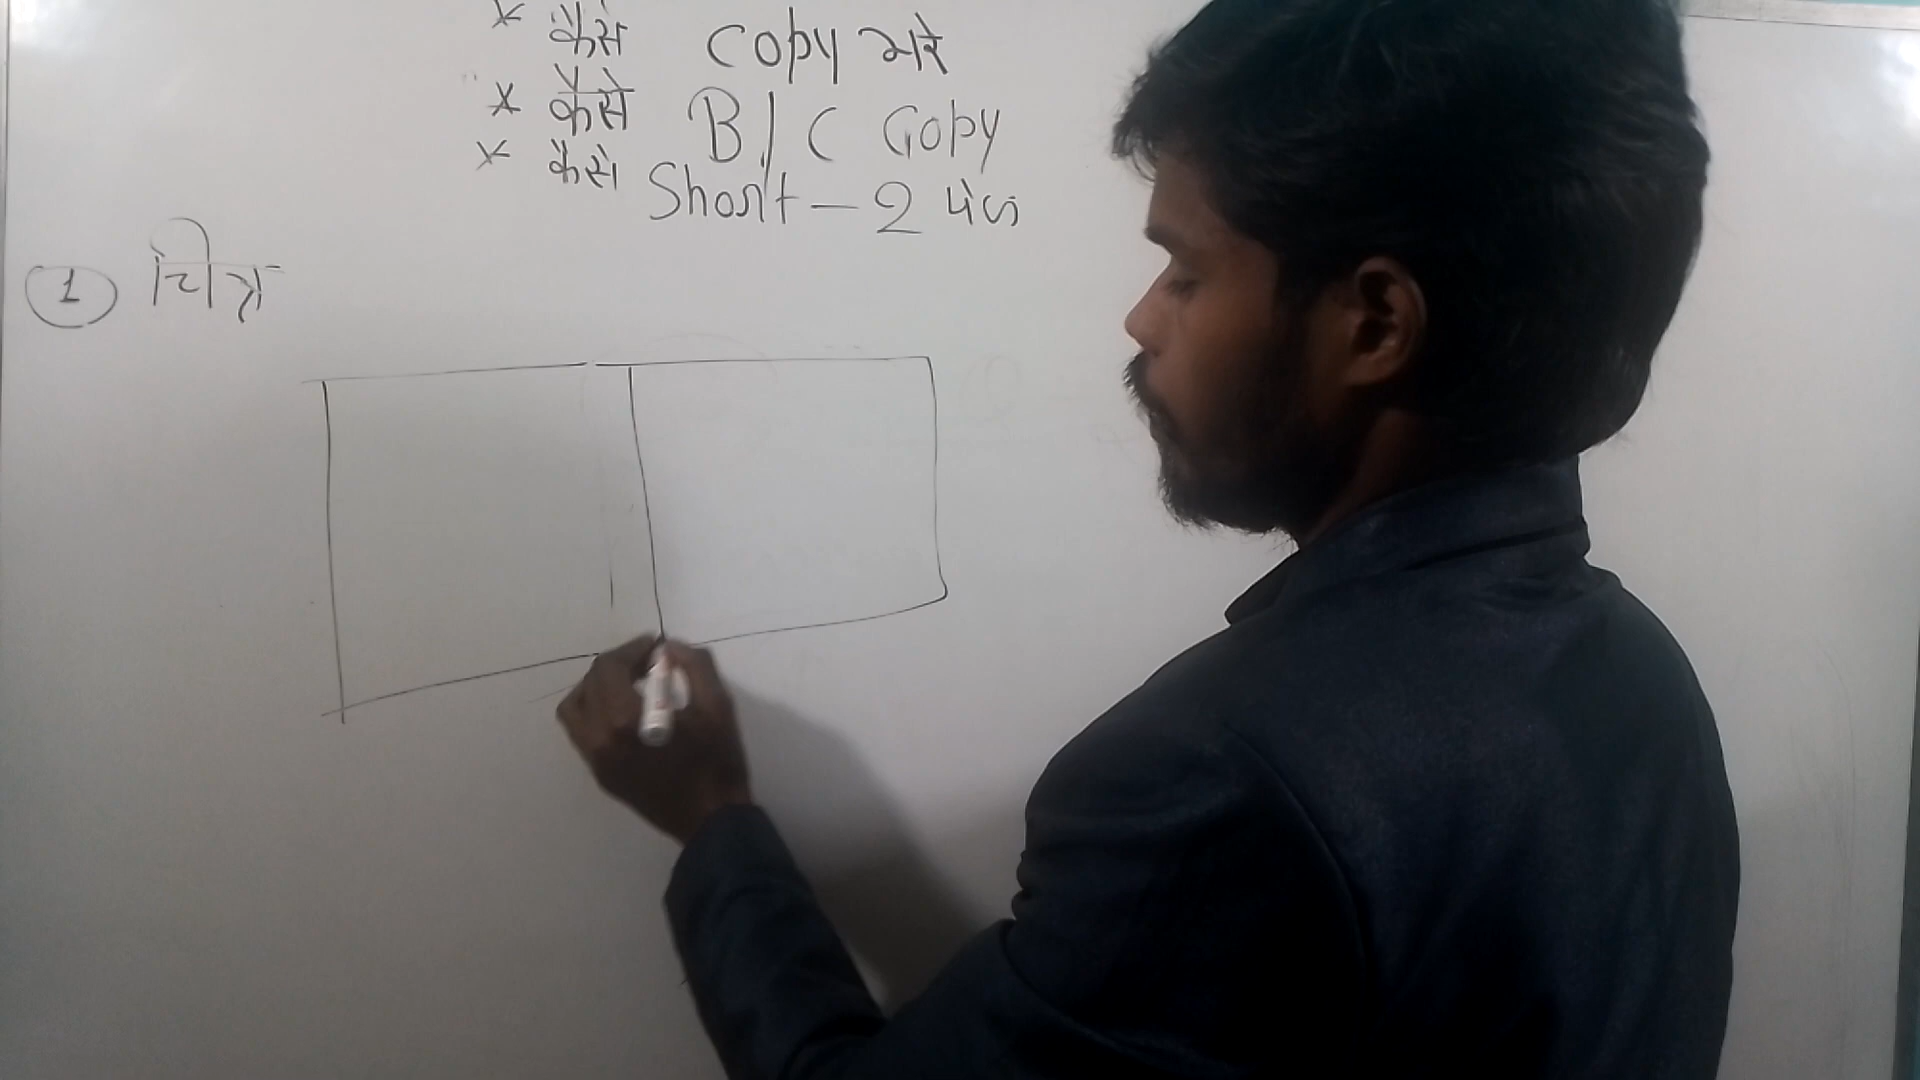 * कैसे copy भरे
* कैसे B/C Copy
* कैसे Short - 2 पेज
① चित्र